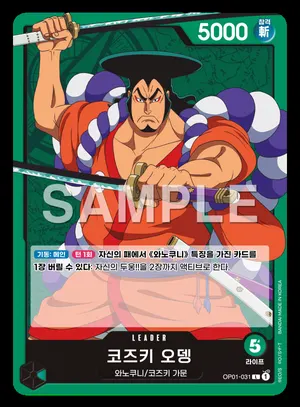 5000
참격
斬
SAMPLE
기동: 메인 턴 1회 자신의 패에서 《와노쿠니》 특징을 가진 카드를
1장 버릴 수 있다: 자신의 두웅!!을 2장까지 액티브로 한다.
LEADER
코즈키 오뎅
와노쿠니/코즈키 가문
5
라이프
OP01-031 L 1